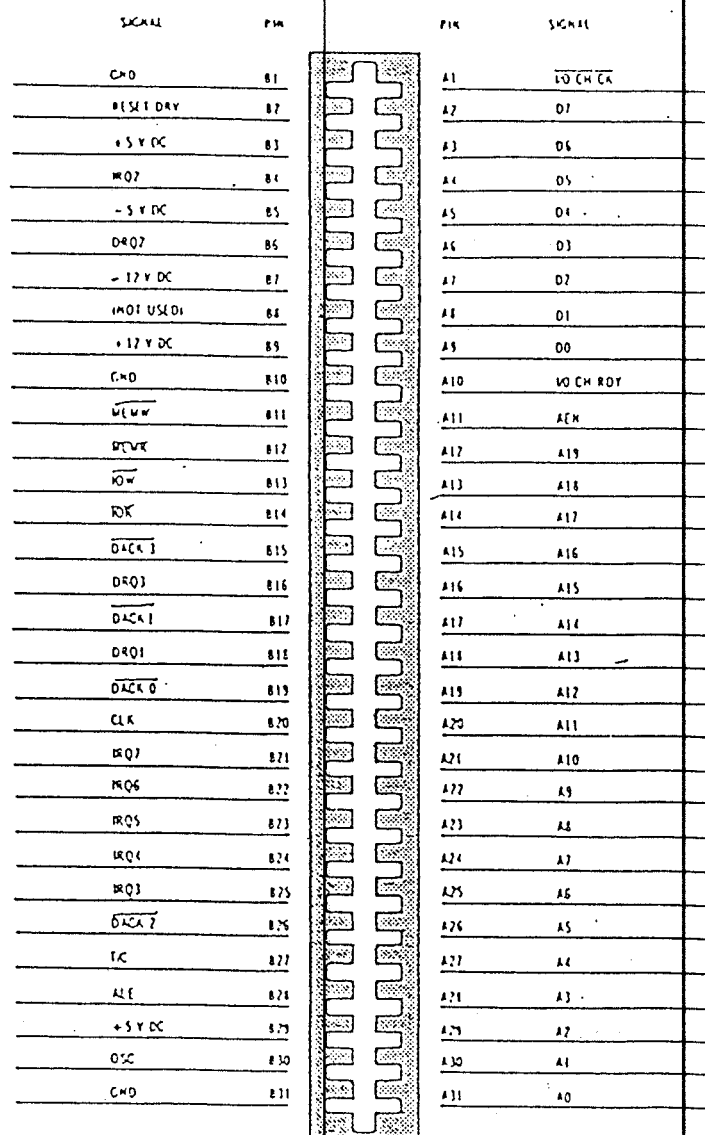 SIGNAL PIN PIN SIGNAL
GND B1 A1 I/O CH CK
RESET DRV B2 A2 D7
+5 V DC B3 A3 D6
IRQ2 B4 A4 D5
-5 V DC B5 A5 D4
DRQ2 B6 A6 D3
-12 V DC B7 A7 D2
(NOT USED) B8 A8 D1
+12 V DC B9 A9 D0
GND B10 A10 I/O CH RDY
MEMW B11 A11 AEN
MEMR B12 A12 A19
IOW B13 A13 A18
IOR B14 A14 A17
DACK 3 B15 A15 A16
DRQ3 B16 A16 A15
DACK 1 B17 A17 A14
DRQ1 B18 A18 A13
DACK 0 B19 A19 A12
CLK B20 A20 A11
IRQ7 B21 A21 A10
IRQ6 B22 A22 A9
IRQ5 B23 A23 A8
IRQ4 B24 A24 A7
IRQ3 B25 A25 A6
DACK 2 B26 A26 A5
T/C B27 A27 A4
ALE B28 A28 A3
+5 V DC B29 A29 A2
OSC B30 A30 A1
GND B31 A31 A0